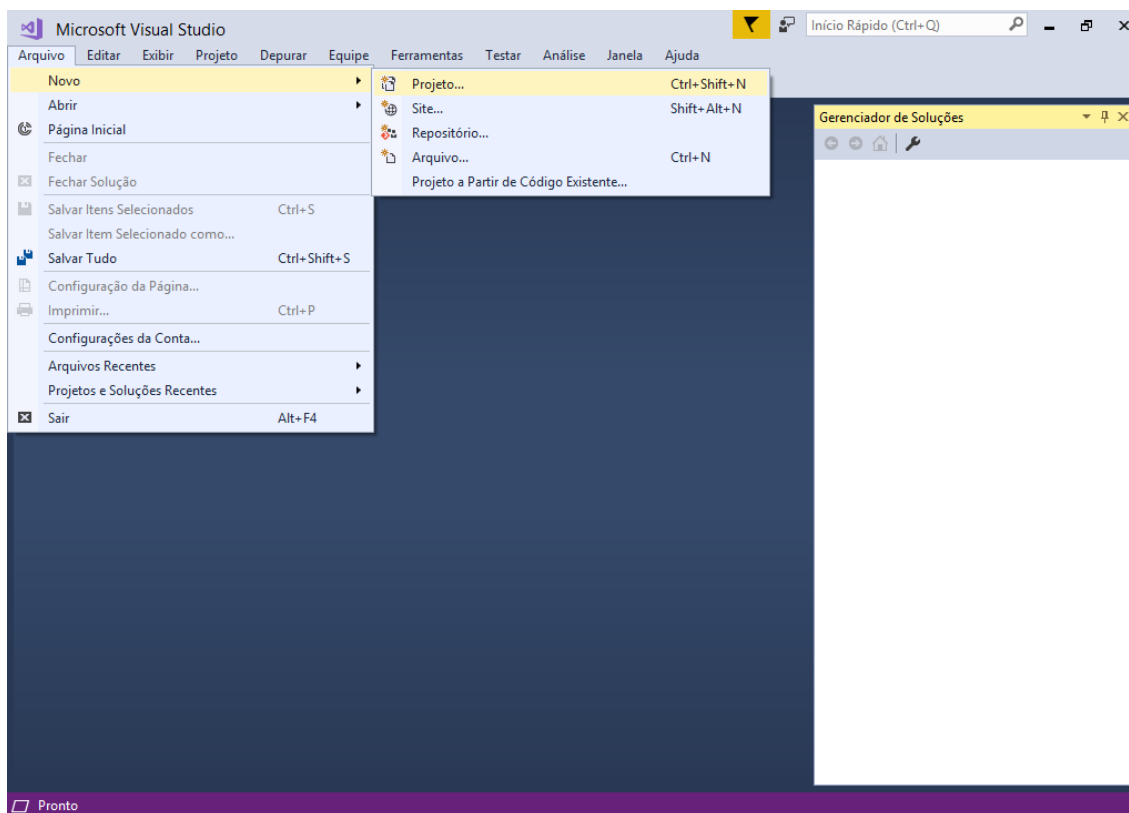 Microsoft Visual Studio
Início Rápido (Ctrl+Q)
Arquivo Editar Exibir Projeto Depurar Equipe Ferramentas Testar Análise Janela Ajuda
Novo
Abrir
Página Inicial
Fechar
Fechar Solução
Salvar Itens Selecionados Ctrl+S
Salvar Item Selecionado como...
Salvar Tudo Ctrl+Shift+S
Configuração da Página...
Imprimir... Ctrl+P
Configurações da Conta...
Arquivos Recentes
Projetos e Soluções Recentes
Sair Alt+F4
Projeto... Ctrl+Shift+N
Site... Shift+Alt+N
Repositório...
Arquivo... Ctrl+N
Projeto a Partir de Código Existente...
Gerenciador de Soluções
Pronto